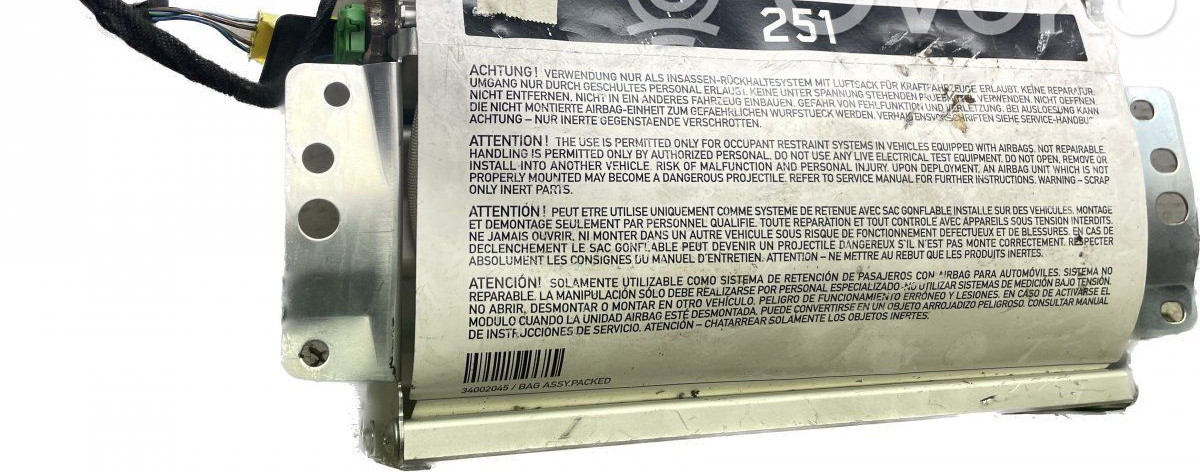 OVOKO
251
ACHTUNG! VERWENDUNG NUR ALS INSASSEN-RÜCKHALTESYSTEM MIT LUFTSACK FÜR KRAFTFAHRZEUGE ERLAUBT. KEINE REPARATUR.
UMGANG NUR DURCH GESCHULTES PERSONAL ERLAUBT. KEINE UNTER SPANNUNG STEHENDEN VERWENDEN. NICHT OEFFNEN,
NICHT ENTFERNEN, NICHT IN EIN ANDERES FAHRZEUG EINBAUEN. GEFAHR VON FEHLFUNKTION UND VERLETZUNG. BEI AUSLOESUNG KANN
DIE NICHT MONTIERTE AIRBAG-EINHEIT ZUM GEFAEHRLICHEN WURFSTUECK WERDEN. VERHALTENSVORSCHRIFTEN SIEHE SERVICE-HANDBUC
ACHTUNG – NUR INERTE GEGENSTAENDE VERSCHROTTEN.
ATTENTION! THE USE IS PERMITTED ONLY FOR OCCUPANT RESTRAINT SYSTEMS IN VEHICLES EQUIPPED WITH AIRBAGS. NOT REPAIRABLE.
HANDLING IS PERMITTED ONLY BY AUTHORIZED PERSONAL. DO NOT USE ANY LIVE ELECTRICAL TEST EQUIPMENT. DO NOT OPEN, REMOVE OR
INSTALL INTO ANOTHER VEHICLE. RISK OF MALFUNCTION AND PERSONAL INJURY. UPON DEPLOYMENT, AN AIRBAG UNIT WHICH IS NOT
PROPERLY MOUNTED MAY BECOME A DANGEROUS PROJECTILE. REFER TO SERVICE MANUAL FOR FURTHER INSTRUCTIONS. WARNING – SCRAP
ONLY INERT PARTS.
ATTENTIÓN! PEUT ETRE UTILISE UNIQUEMENT COMME SYSTEME DE RETENUE AVEC SAC GONFLABLE INSTALLE SUR DES VEHICULES. MONTAGE
ET DEMONTAGE SEULEMENT PAR PERSONNEL QUALIFIE. TOUTE REPARATION ET TOUT CONTROLE AVEC APPAREILS SOUS TENSION INTERDITS.
NE JAMAIS OUVRIR, NI MONTER DANS UN AUTRE VEHICULE SOUS RISQUE DE FONCTIONNEMENT DEFECTUEUX ET DE BLESSURES. EN CAS DE
DECLENCHEMENT LE SAC GONFLABLE PEUT DEVENIR UN PROJECTILE DANGEREUX S'IL N'EST PAS MONTE CORRECTEMENT. RESPECTER
ABSOLUMENT LES CONSIGNES DU MANUEL D'ENTRETIEN. ATTENTION – NE METTRE AU REBUT QUE LES PRODUITS INERTES.
ATENCIÓN! SOLAMENTE UTILIZABLE COMO SISTEMA DE RETENCIÓN DE PASAJEROS CON AIRBAG PARA AUTOMÓVILES. SISTEMA NO
REPARABLE. LA MANIPULACIÓN SÓLO DEBE REALIZARSE POR PERSONAL ESPECIALIZADO. NO UTILIZAR SISTEMAS DE MEDICIÓN BAJO TENSIÓN.
NO ABRIR, DESMONTAR O MONTAR EN OTRO VEHÍCULO. PELIGRO DE FUNCIONAMIENTO ERRÓNEO Y LESIONES. EN CASO DE ACTIVARSE EL
MODULO CUANDO LA UNIDAD AIRBAG ESTÉ DESMONTADA, PUEDE CONVERTIRSE EN UN OBJETO ARROJADIZO PELIGROSO. CONSULTAR MANUAL
DE INSTRUCCIONES DE SERVICIO. ATENCIÓN – CHATARREAR SOLAMENTE LOS OBJETOS INERTES.
34002045 / BAG ASSY.PACKED